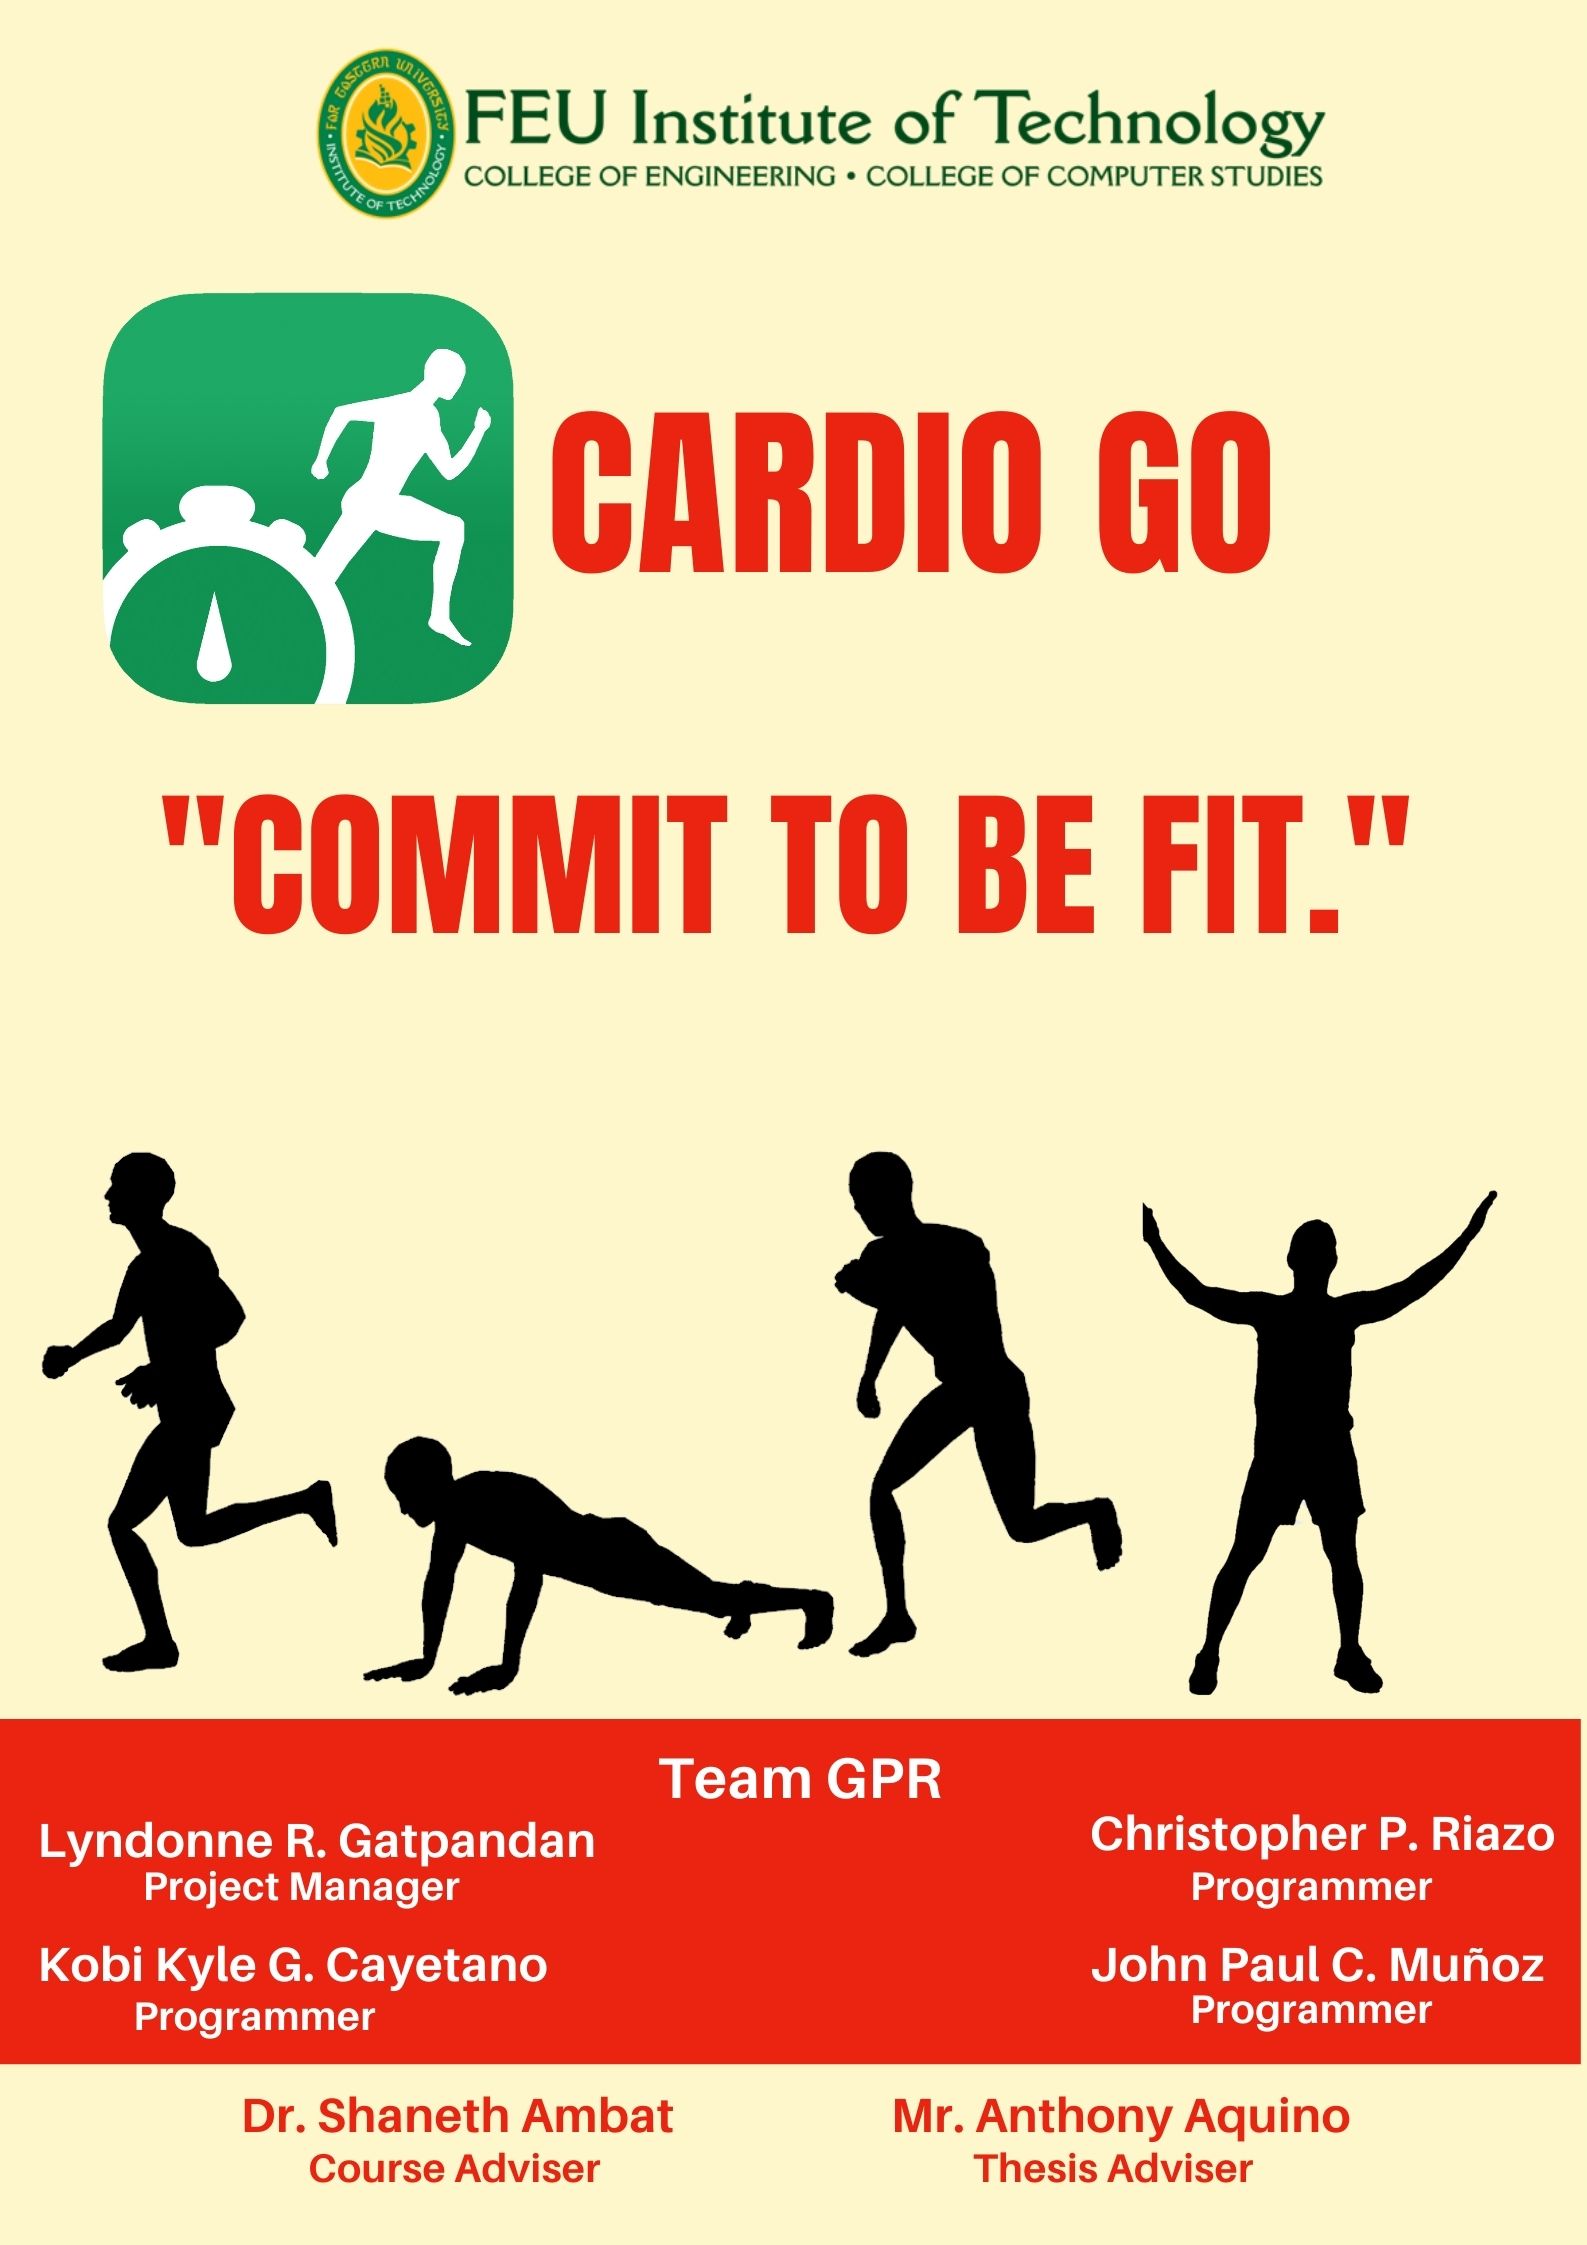 FAR EASTERN UNIVERSITY
• INSTITUTE OF TECHNOLOGY •
FEU Institute of Technology
COLLEGE OF ENGINEERING • COLLEGE OF COMPUTER STUDIES
CARDIO GO
"COMMIT TO BE FIT."
Team GPR
Lyndonne R. Gatpandan
Project Manager
Christopher P. Riazo
Programmer
Kobi Kyle G. Cayetano
Programmer
John Paul C. Muñoz
Programmer
Dr. Shaneth Ambat
Course Adviser
Mr. Anthony Aquino
Thesis Adviser